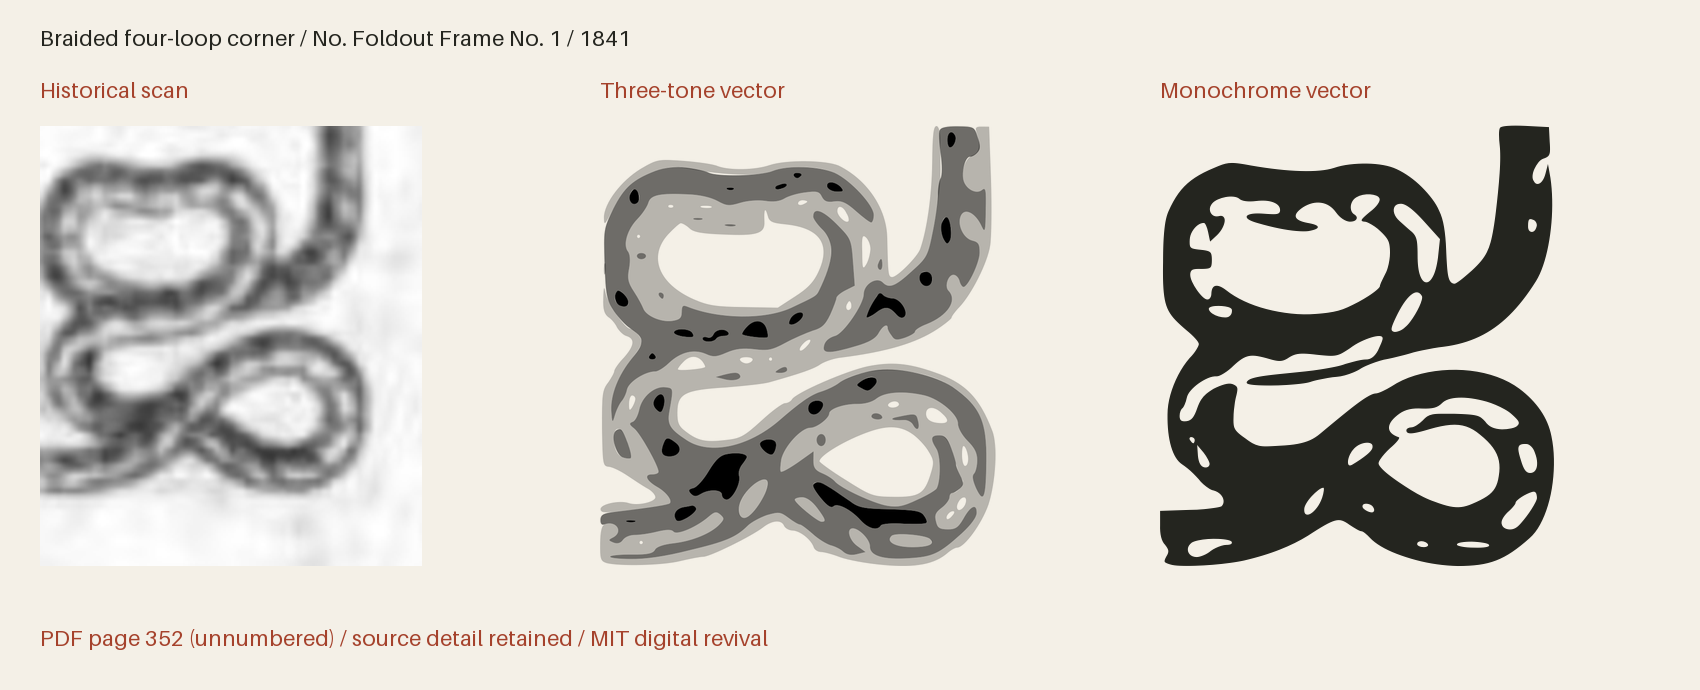 Braided four-loop corner / No. Foldout Frame No. 1 / 1841
Historical scan
Three-tone vector
Monochrome vector
PDF page 352 (unnumbered) / source detail retained / MIT digital revival